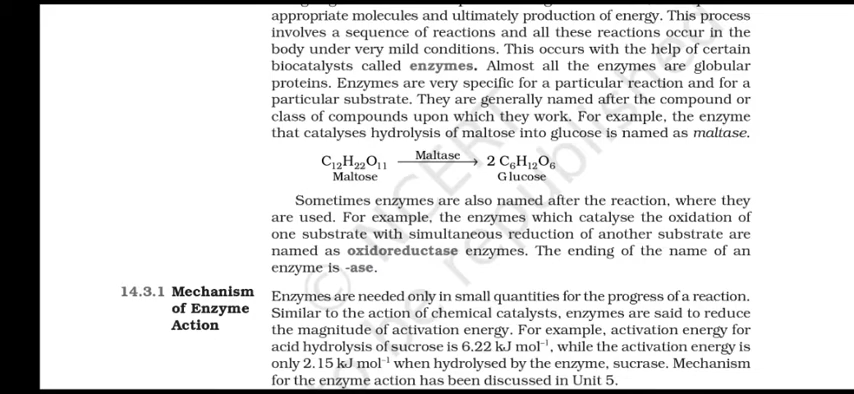 appropriate molecules and ultimately production of energy. This process
involves a sequence of reactions and all these reactions occur in the
body under very mild conditions. This occurs with the help of certain
biocatalysts called enzymes. Almost all the enzymes are globular
proteins. Enzymes are very specific for a particular reaction and for a
particular substrate. They are generally named after the compound or
class of compounds upon which they work. For example, the enzyme
that catalyses hydrolysis of maltose into glucose is named as maltase.
C₁₂H₂₂O₁₁ Maltase → 2 C₆H₁₂O₆
Maltose Glucose
Sometimes enzymes are also named after the reaction, where they
are used. For example, the enzymes which catalyse the oxidation of
one substrate with simultaneous reduction of another substrate are
named as oxidoreductase enzymes. The ending of the name of an
enzyme is -ase.
14.3.1 Mechanism
of Enzyme
Action
Enzymes are needed only in small quantities for the progress of a reaction.
Similar to the action of chemical catalysts, enzymes are said to reduce
the magnitude of activation energy. For example, activation energy for
acid hydrolysis of sucrose is 6.22 kJ mol⁻¹, while the activation energy is
only 2.15 kJ mol⁻¹ when hydrolysed by the enzyme, sucrase. Mechanism
for the enzyme action has been discussed in Unit 5.
© NCERT
be republished